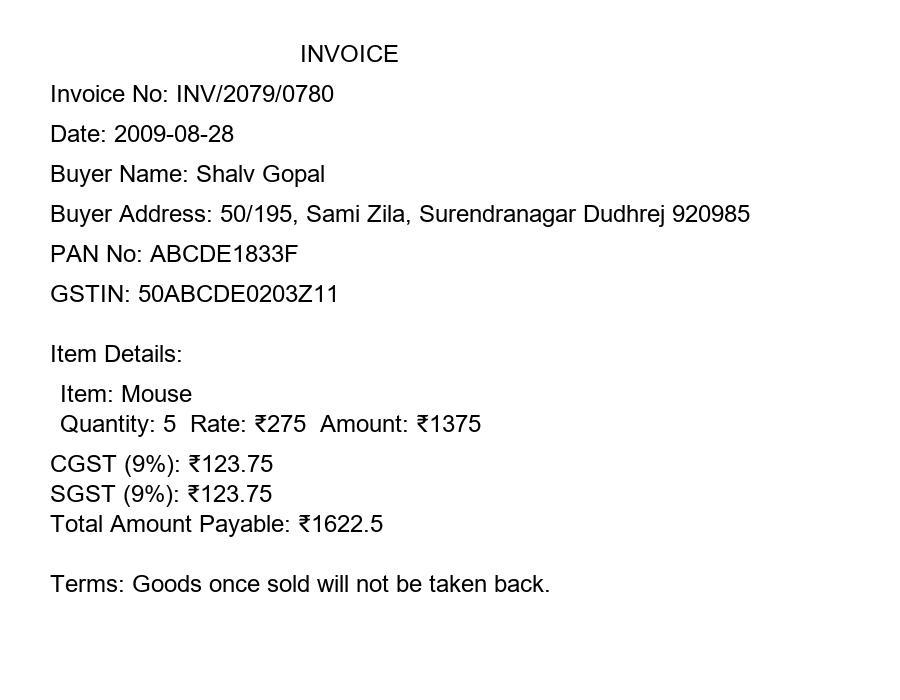 INVOICE
Invoice No: INV/2079/0780
Date: 2009-08-28
Buyer Name: Shalv Gopal
Buyer Address: 50/195, Sami Zila, Surendranagar Dudhrej 920985
PAN No: ABCDE1833F
GSTIN: 50ABCDE0203Z11
Item Details:
Item: Mouse
Quantity: 5  Rate: ₹275  Amount: ₹1375
CGST (9%): ₹123.75
SGST (9%): ₹123.75
Total Amount Payable: ₹1622.5
Terms: Goods once sold will not be taken back.